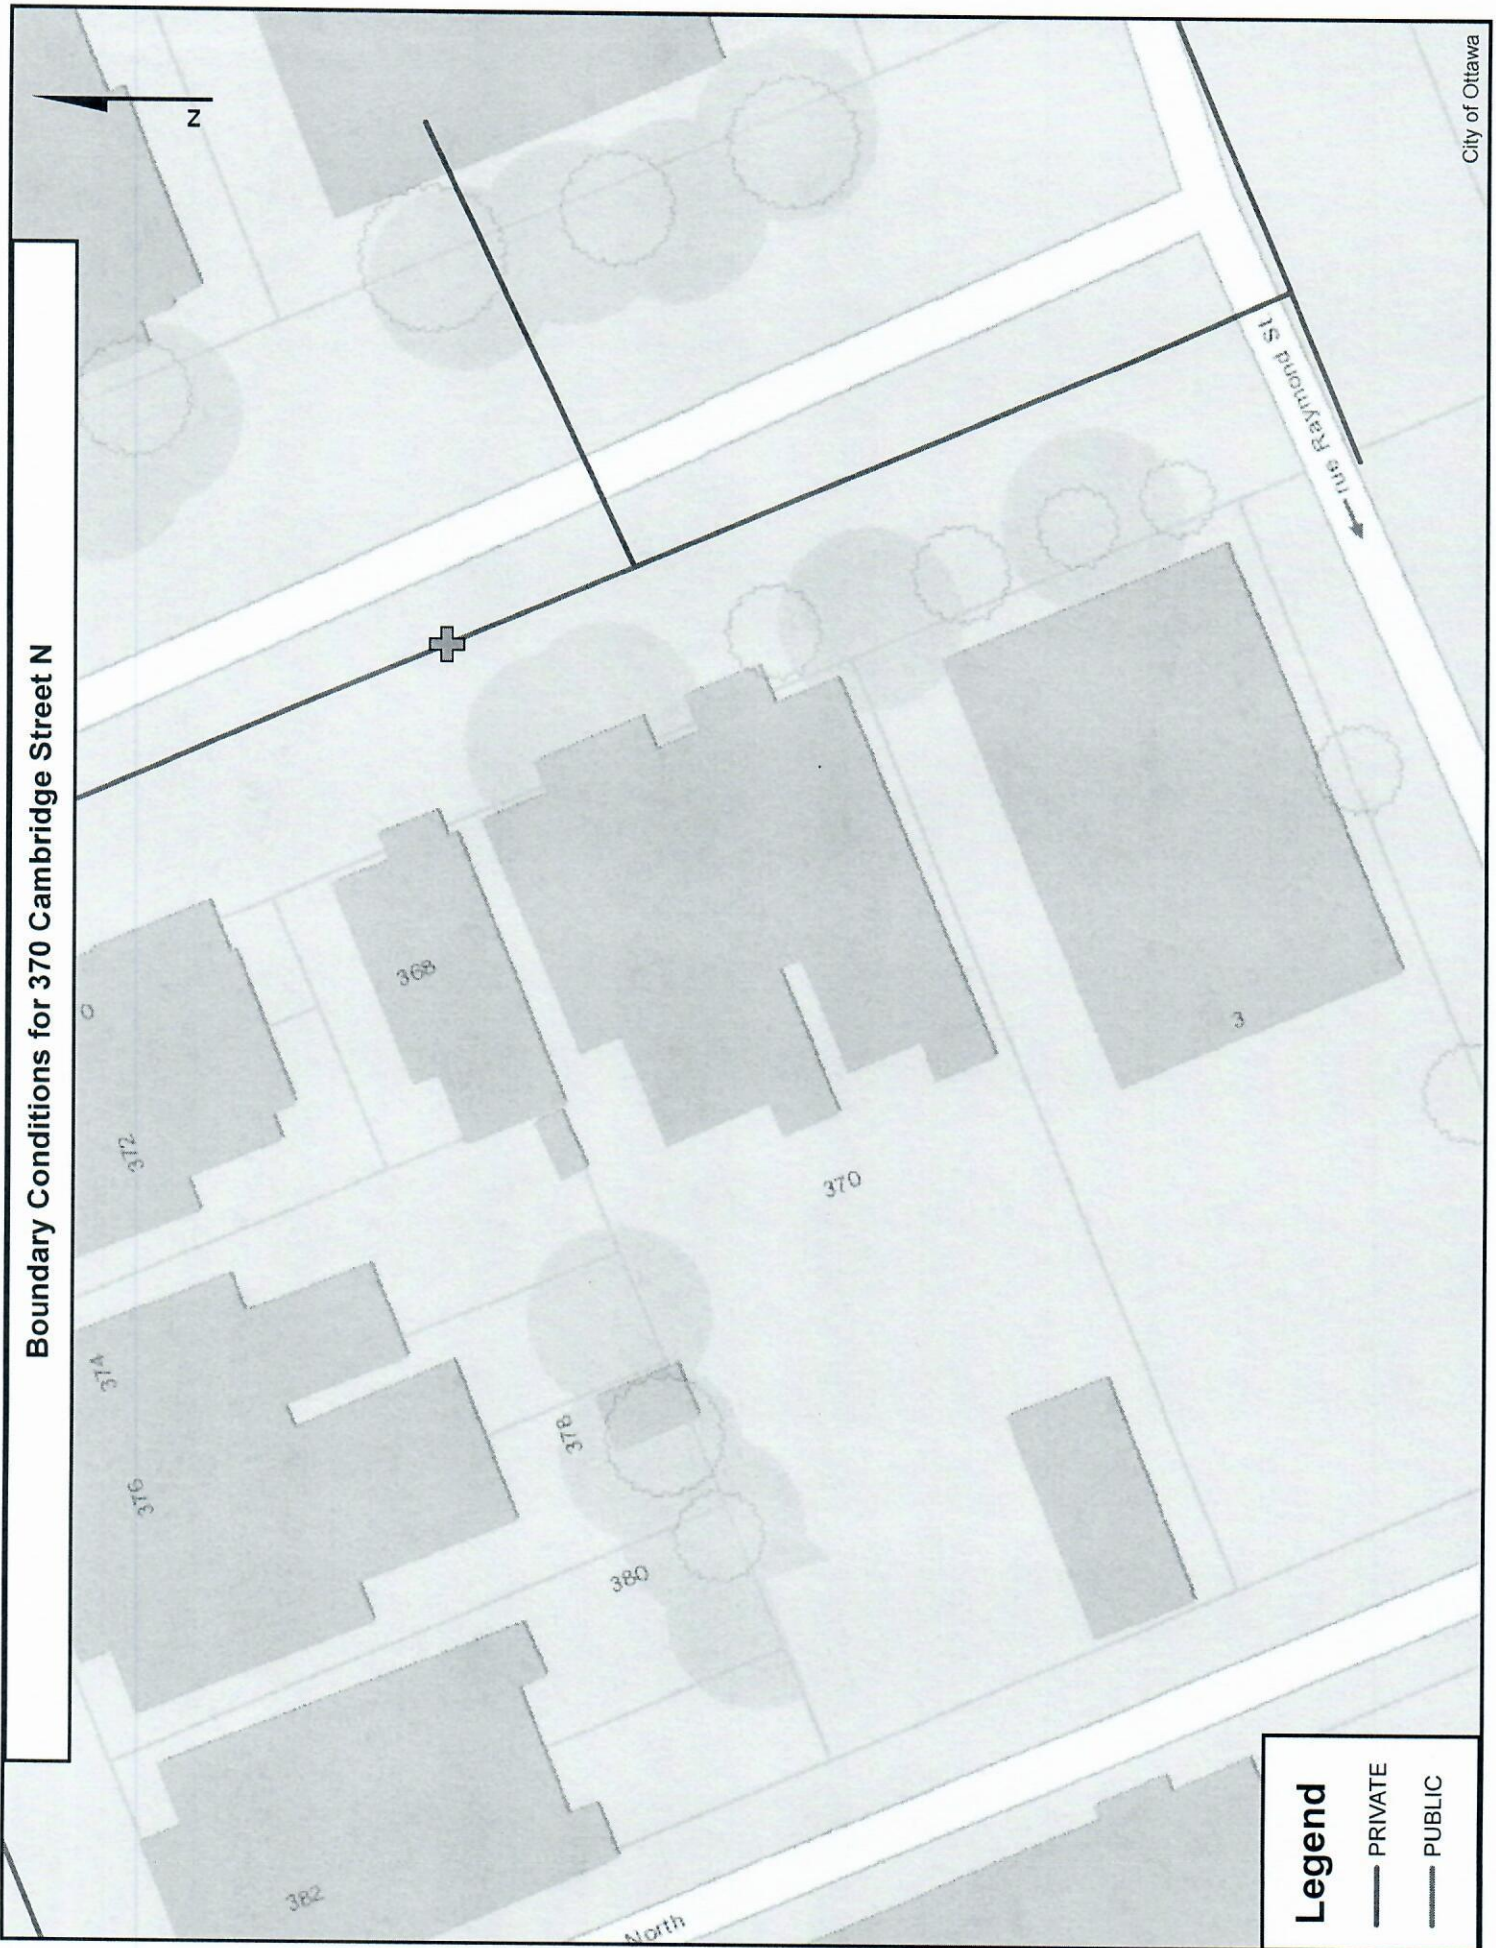 Boundary Conditions for 370 Cambridge Street N
N
City of Ottawa
rue Raymond St
0
368
372
374
376
378
370
3
380
382
North
Legend
PRIVATE
PUBLIC